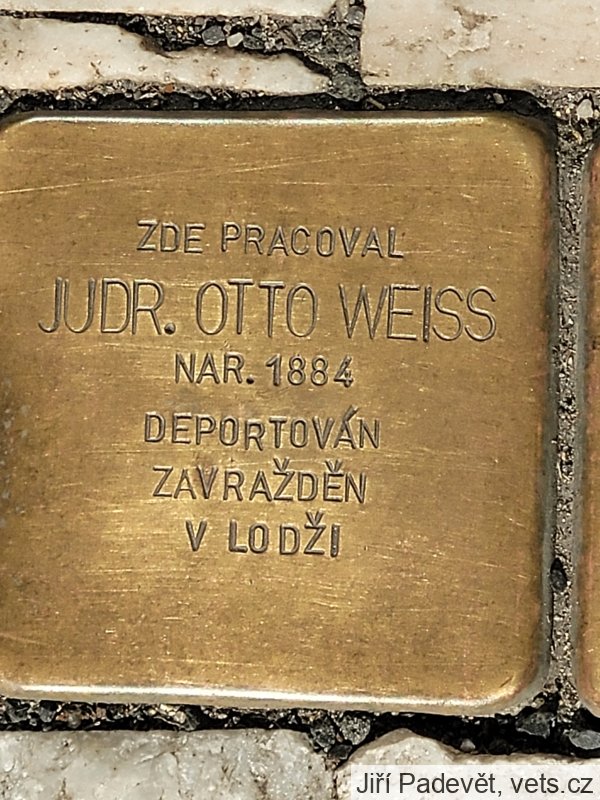 ZDE PRACOVAL
JUDR. OTTO WEISS
NAR. 1884
DEPORTOVÁN
ZAVRAŽDĚN
V LODŽI
Jiří Padevět, vets.cz